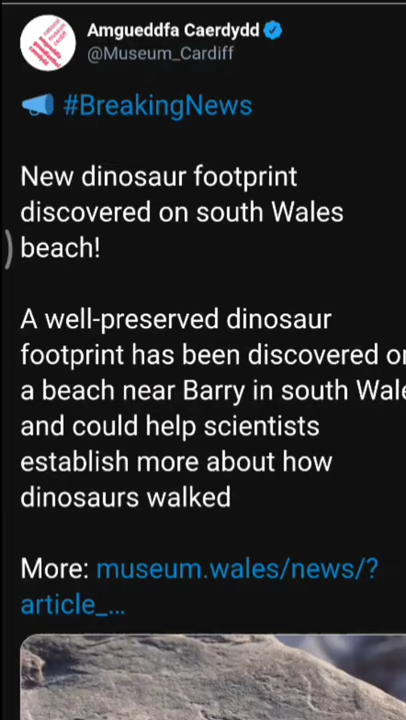 Amgueddfa Caerdydd
@Museum_Cardiff
#BreakingNews
New dinosaur footprint
discovered on south Wales
beach!
A well-preserved dinosaur
footprint has been discovered
a beach near Barry in south
and could help scientists
establish more about how
dinosaurs walked
More: museum.wales/news/?
article_...